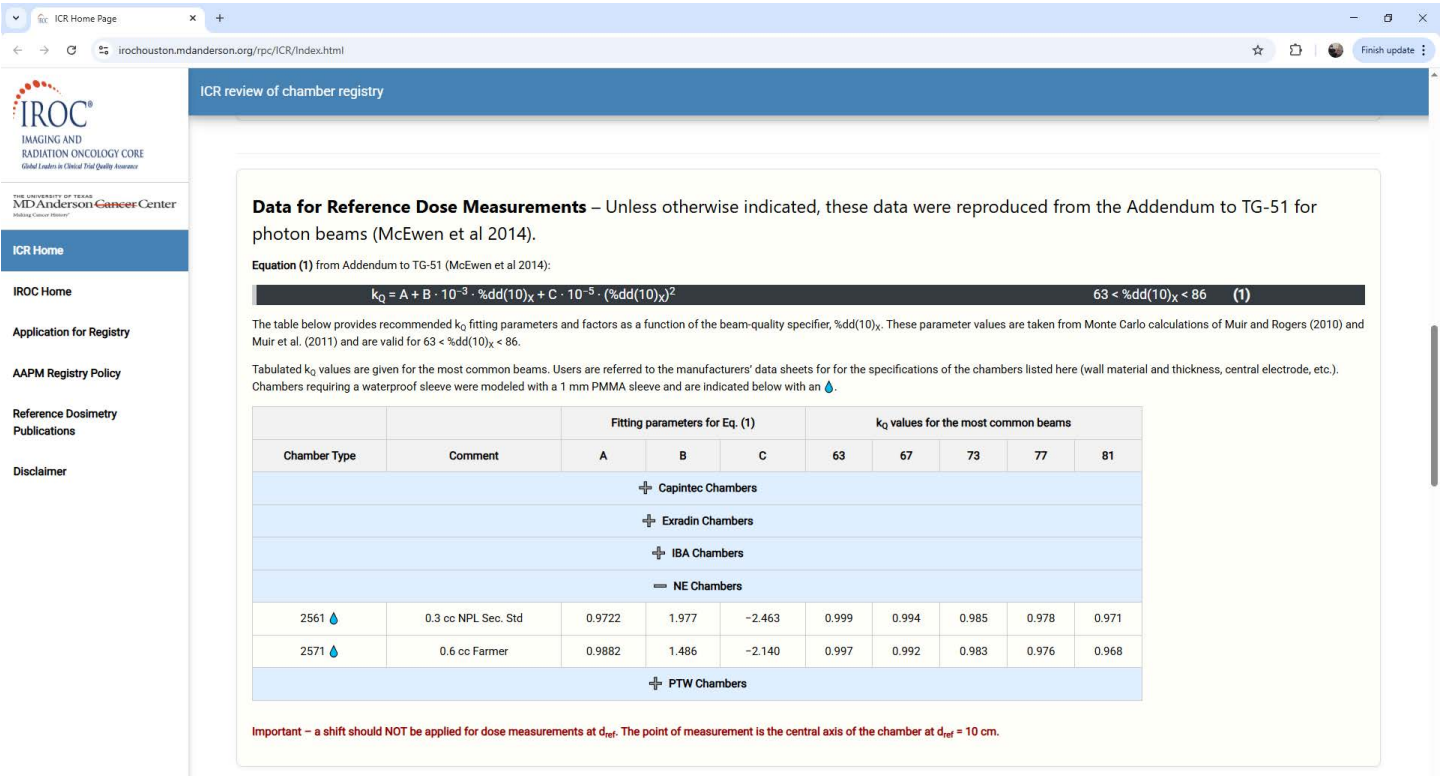 ICR Home Page
irochouston.mdanderson.org/rpc/ICR/Index.html
Finish update
IROC®
IMAGING AND
RADIATION ONCOLOGY CORE
Global Leaders in Clinical Trial Quality Assurance
THE UNIVERSITY OF TEXAS
MDAnderson Cancer Center
Making Cancer History®
ICR Home
IROC Home
Application for Registry
AAPM Registry Policy
Reference Dosimetry
Publications
Disclaimer
ICR review of chamber registry
Data for Reference Dose Measurements – Unless otherwise indicated, these data were reproduced from the Addendum to TG-51 for
photon beams (McEwen et al 2014).
Equation (1) from Addendum to TG-51 (McEwen et al 2014):
kQ = A + B · 10⁻³ · %dd(10)X + C · 10⁻⁵ · (%dd(10)X)² 63 < %dd(10)X < 86 (1)
The table below provides recommended kQ fitting parameters and factors as a function of the beam-quality specifier, %dd(10)X. These parameter values are taken from Monte Carlo calculations of Muir and Rogers (2010) and
Muir et al. (2011) and are valid for 63 < %dd(10)X < 86.
Tabulated kQ values are given for the most common beams. Users are referred to the manufacturers' data sheets for for the specifications of the chambers listed here (wall material and thickness, central electrode, etc.).
Chambers requiring a waterproof sleeve were modeled with a 1 mm PMMA sleeve and are indicated below with an 💧.
Fitting parameters for Eq. (1) kQ values for the most common beams
Chamber Type Comment A B C 63 67 73 77 81
Capintec Chambers
Exradin Chambers
IBA Chambers
NE Chambers
2561 0.3 cc NPL Sec. Std 0.9722 1.977 −2.463 0.999 0.994 0.985 0.978 0.971
2571 0.6 cc Farmer 0.9882 1.486 −2.140 0.997 0.992 0.983 0.976 0.968
PTW Chambers
Important – a shift should NOT be applied for dose measurements at dref. The point of measurement is the central axis of the chamber at dref = 10 cm.